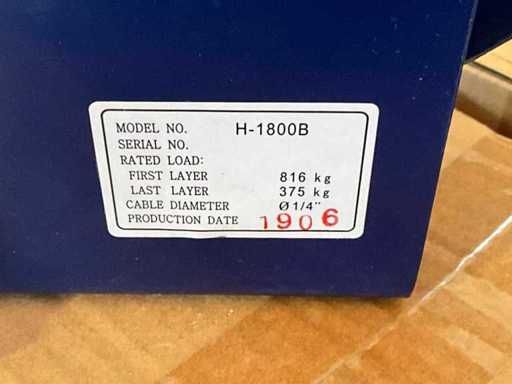 MODEL NO. H-1800B
SERIAL NO.
RATED LOAD:
FIRST LAYER 816 kg
LAST LAYER 375 kg
CABLE DIAMETER Ø1/4"
PRODUCTION DATE 1906